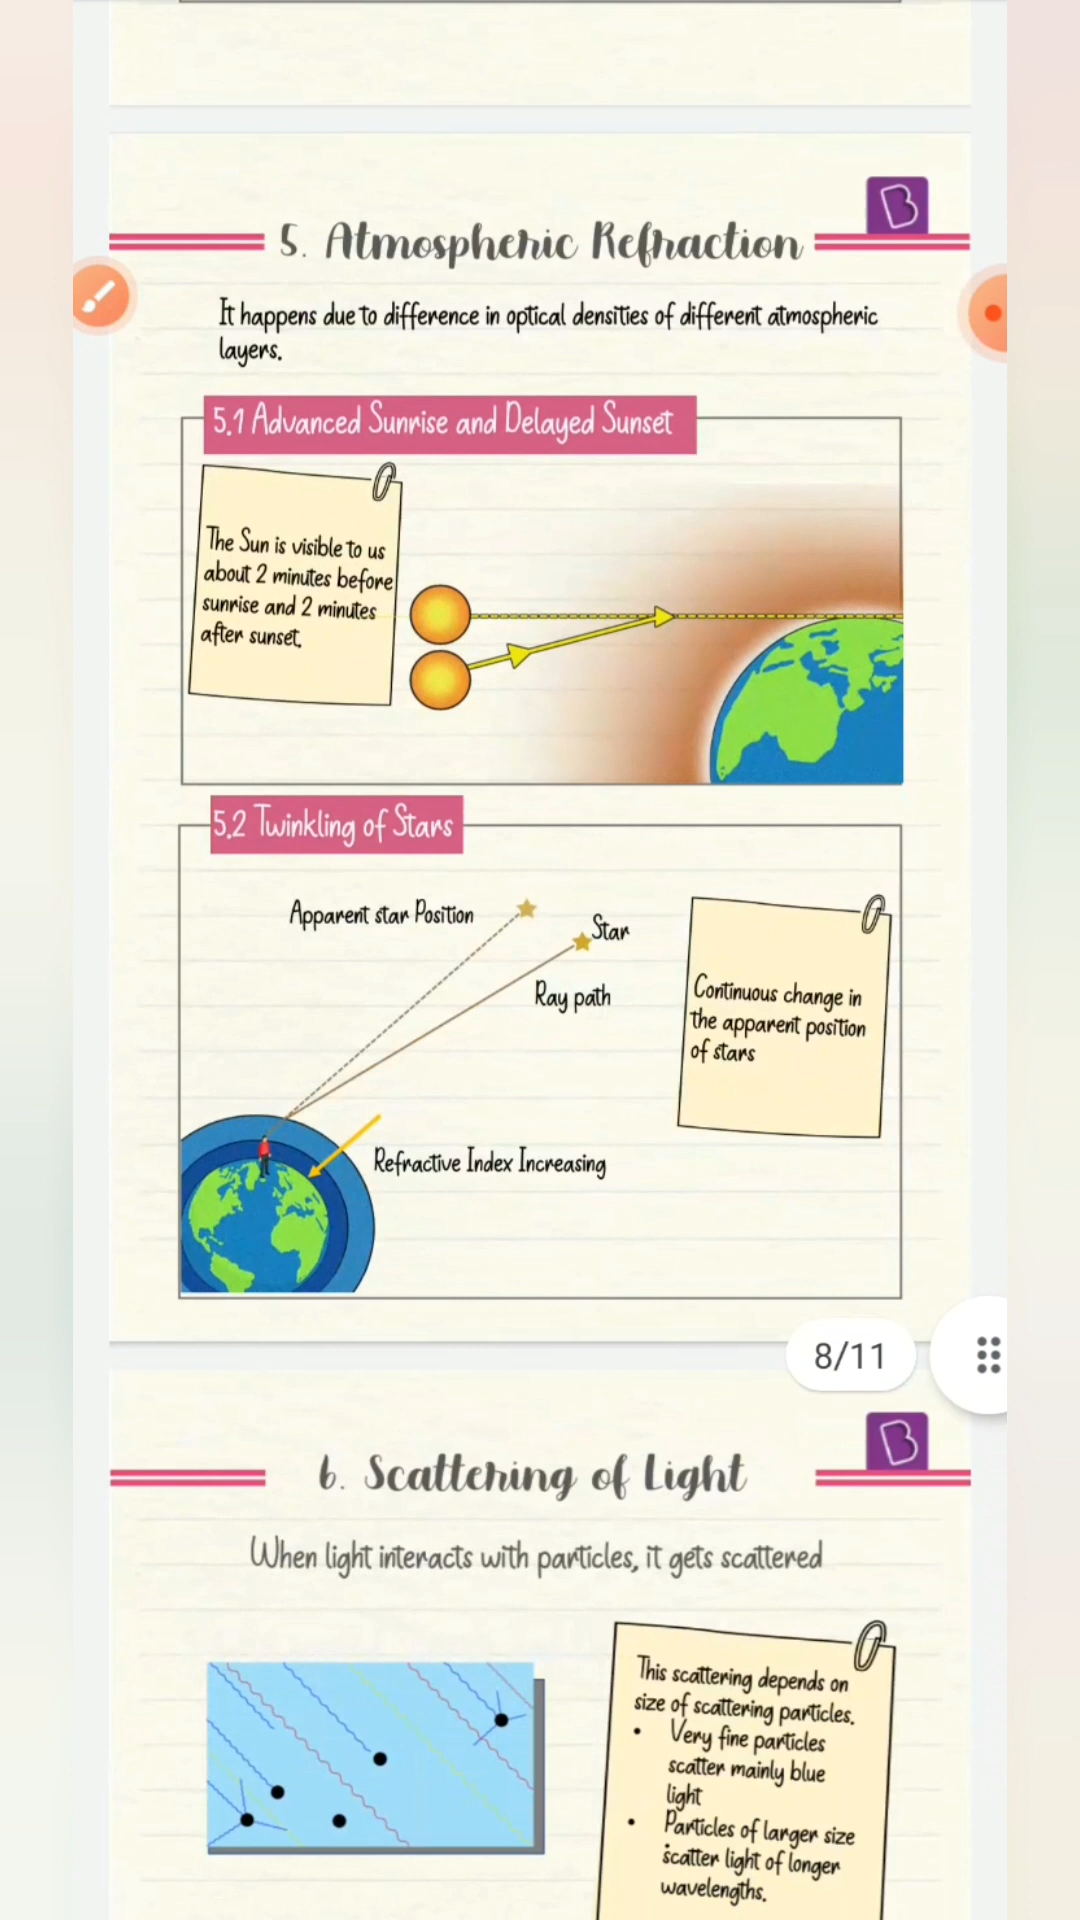 5. Atmospheric Refraction
It happens due to difference in optical densities of different atmospheric
layers.
5.1 Advanced Sunrise and Delayed Sunset
The Sun is visible to us
about 2 minutes before
sunrise and 2 minutes
after sunset.
5.2 Twinkling of Stars
Apparent star Position
Star
Ray path
Continuous change in
the apparent position
of stars
Refractive Index Increasing
8/11
6. Scattering of Light
When light interacts with particles, it gets scattered
This scattering depends on
size of scattering particles.
• Very fine particles
scatter mainly blue
light
• Particles of larger size
scatter light of longer
wavelengths.